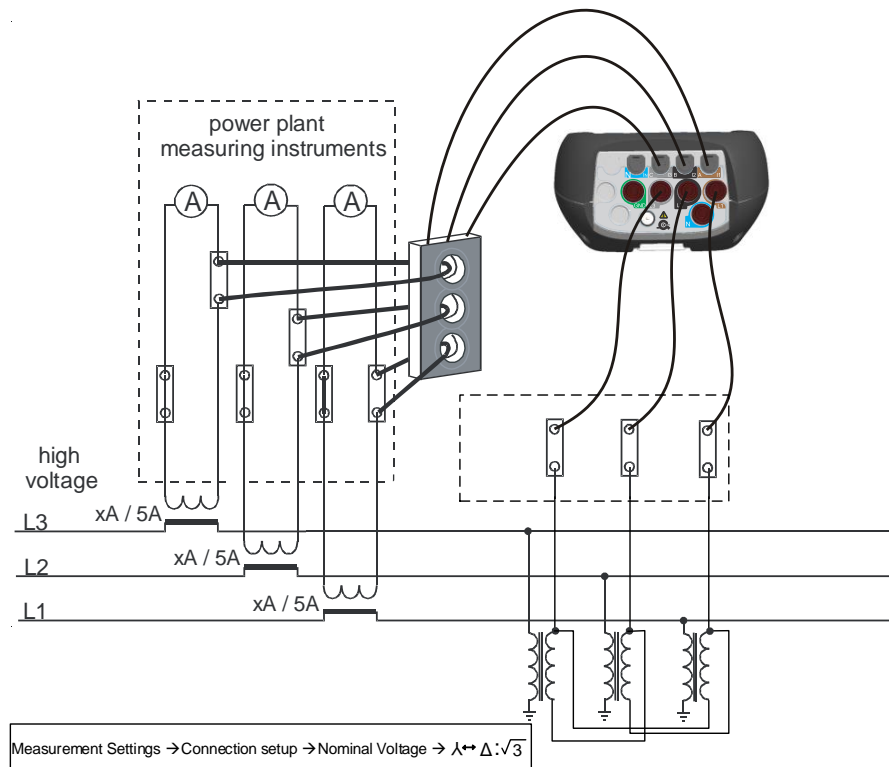 power plant
measuring instruments
A
A
A
high
voltage
L3
xA / 5A
L2
xA / 5A
L1
xA / 5A
N
N
Measurement Settings →Connection setup →Nominal Voltage → ⅄↔ Δ:√3